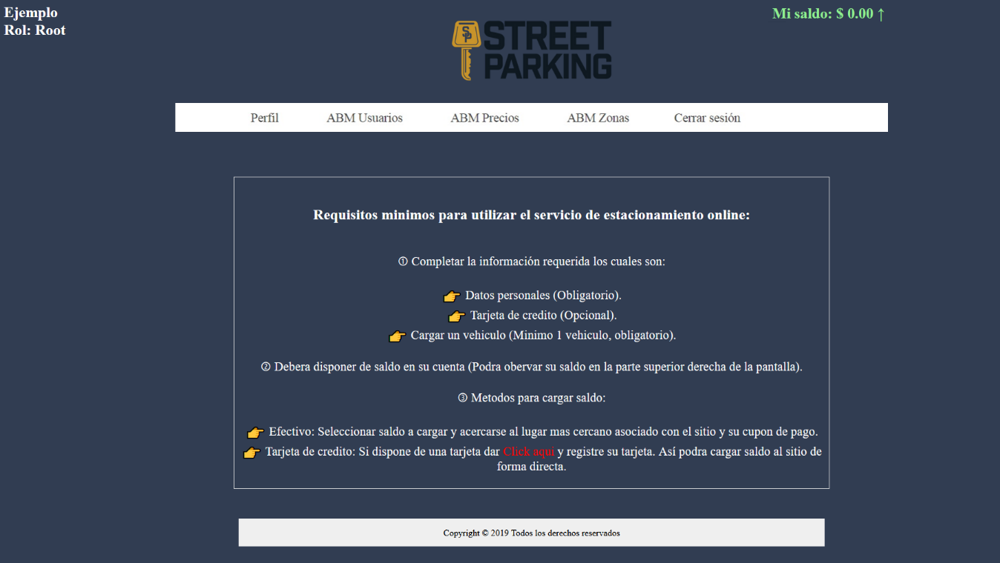 Ejemplo
Rol: Root
Mi saldo: $ 0.00 ↑
SP
STREET
PARKING
Perfil ABM Usuarios ABM Precios ABM Zonas Cerrar sesión
Requisitos minimos para utilizar el servicio de estacionamiento online:
① Completar la información requerida los cuales son:
👉 Datos personales (Obligatorio).
👉 Tarjeta de credito (Opcional).
👉 Cargar un vehiculo (Minimo 1 vehiculo, obligatorio).
② Debera disponer de saldo en su cuenta (Podra obervar su saldo en la parte superior derecha de la pantalla).
③ Metodos para cargar saldo:
👉 Efectivo: Seleccionar saldo a cargar y acercarse al lugar mas cercano asociado con el sitio y su cupon de pago.
👉 Tarjeta de credito: Si dispone de una tarjeta dar Click aqui y registre su tarjeta. Así podra cargar saldo al sitio de
forma directa.
Copyright © 2019 Todos los derechos reservados